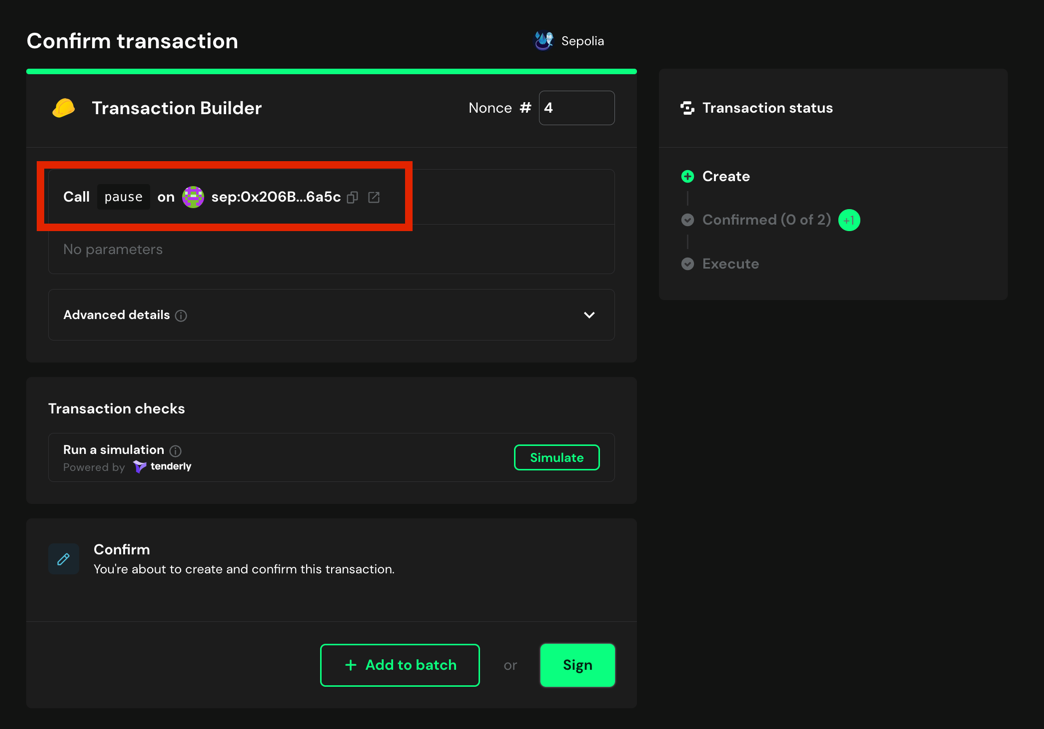 Confirm transaction
Sepolia
Transaction Builder
Nonce # 4
Call pause on sep:0x206B...6a5c
No parameters
Advanced details
Transaction checks
Run a simulation
Powered by tenderly
Simulate
Confirm
You're about to create and confirm this transaction.
+ Add to batch
or
Sign
Transaction status
Create
Confirmed (0 of 2) +1
Execute